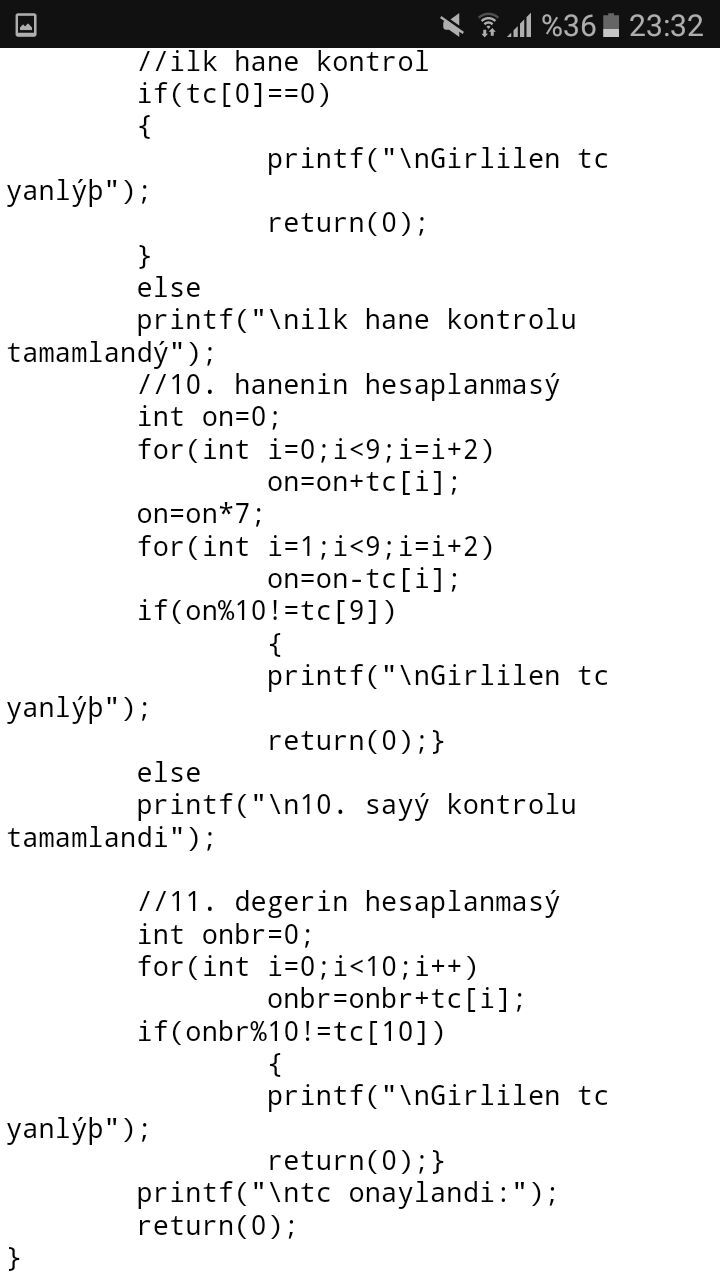 %36 23:32
//ilk hane kontrol
if(tc[0]==0)
{
printf("\nGirlilen tc
yanlýþ");
return(0);
}
else
printf("\nilk hane kontrolu
tamamlandý");
//10. hanenin hesaplanmasý
int on=0;
for(int i=0;i<9;i=i+2)
on=on+tc[i];
on=on*7;
for(int i=1;i<9;i=i+2)
on=on-tc[i];
if(on%10!=tc[9])
{
printf("\nGirlilen tc
yanlýþ");
return(0);}
else
printf("\n10. sayý kontrolu
tamamlandi");
//11. degerin hesaplanmasý
int onbr=0;
for(int i=0;i<10;i++)
onbr=onbr+tc[i];
if(onbr%10!=tc[10])
{
printf("\nGirlilen tc
yanlýþ");
return(0);}
printf("\ntc onaylandi:");
return(0);
}